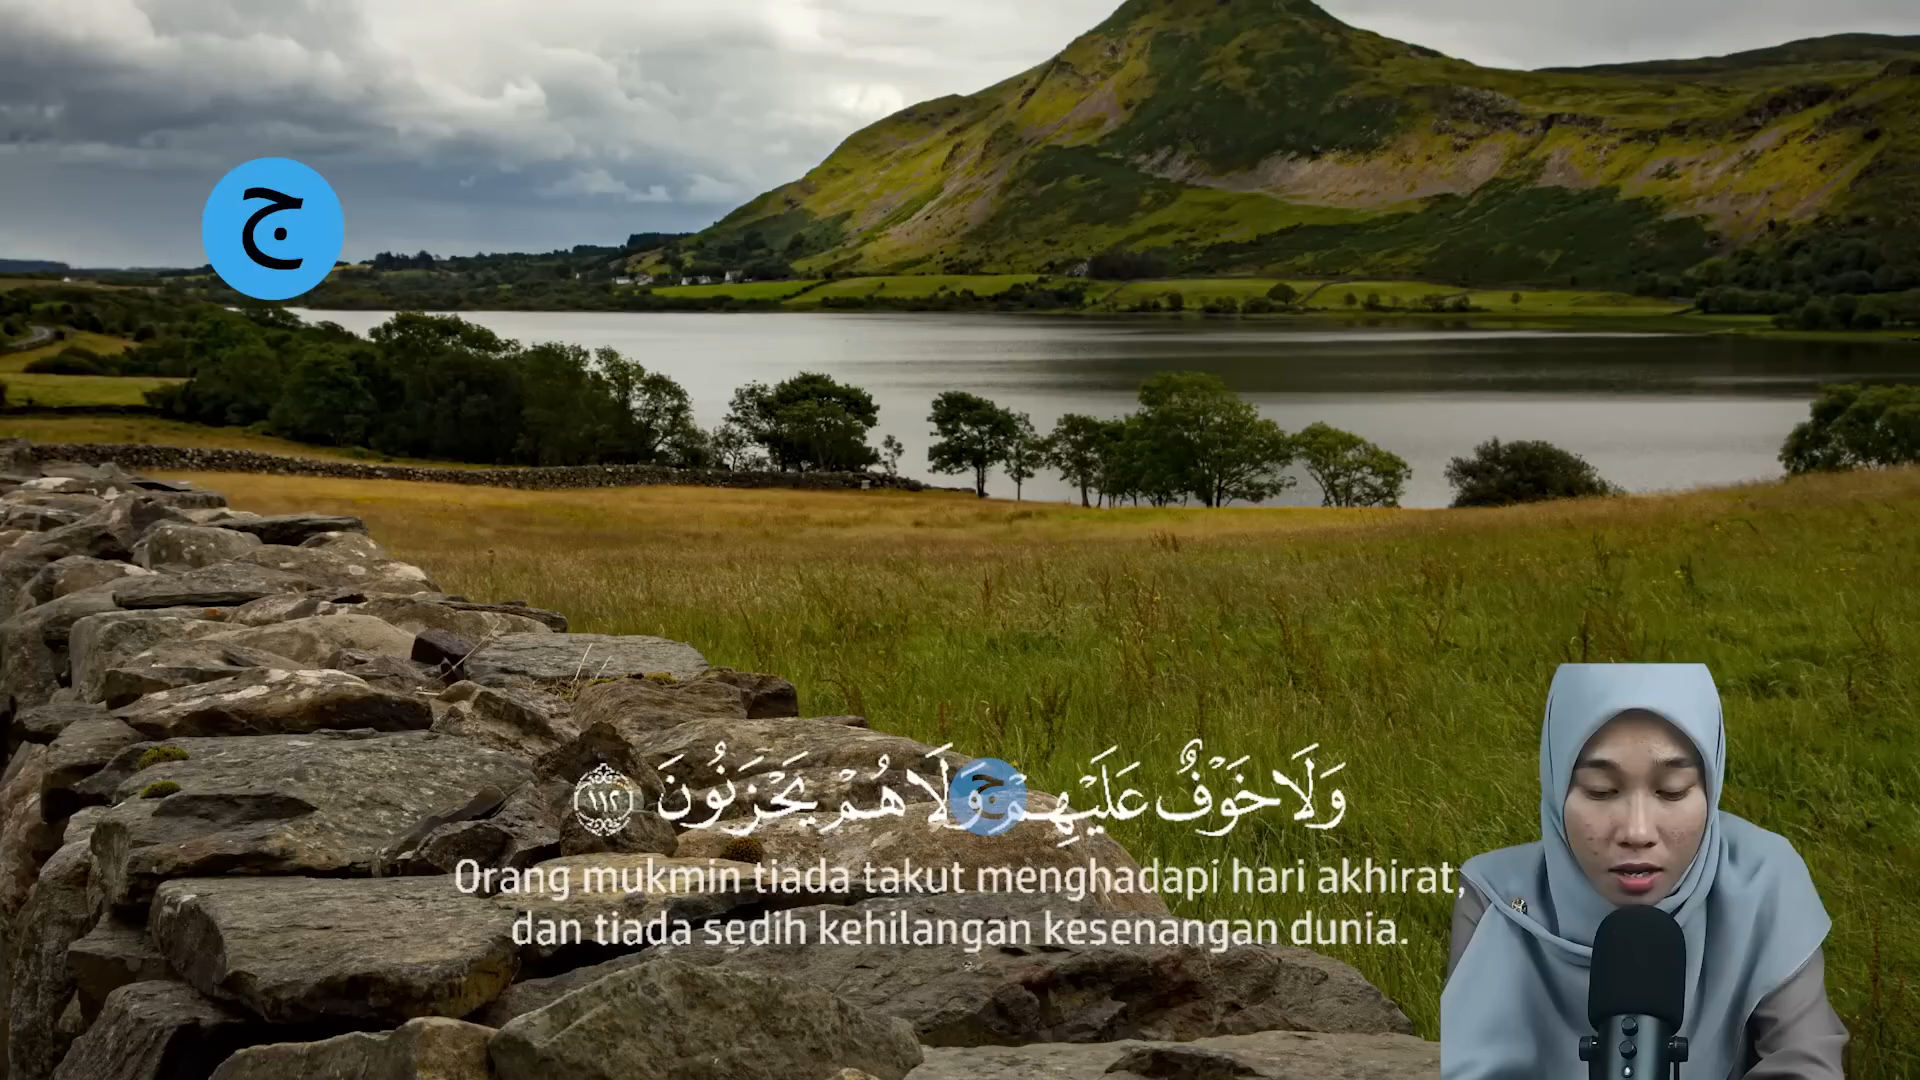 ج
وَلَا خَوْفٌ عَلَيْهِمْ ج وَلَا هُمْ يَحْزَنُونَ ١١٢
Orang mukmin tiada takut menghadapi hari akhirat,
dan tiada sedih kehilangan kesenangan dunia.